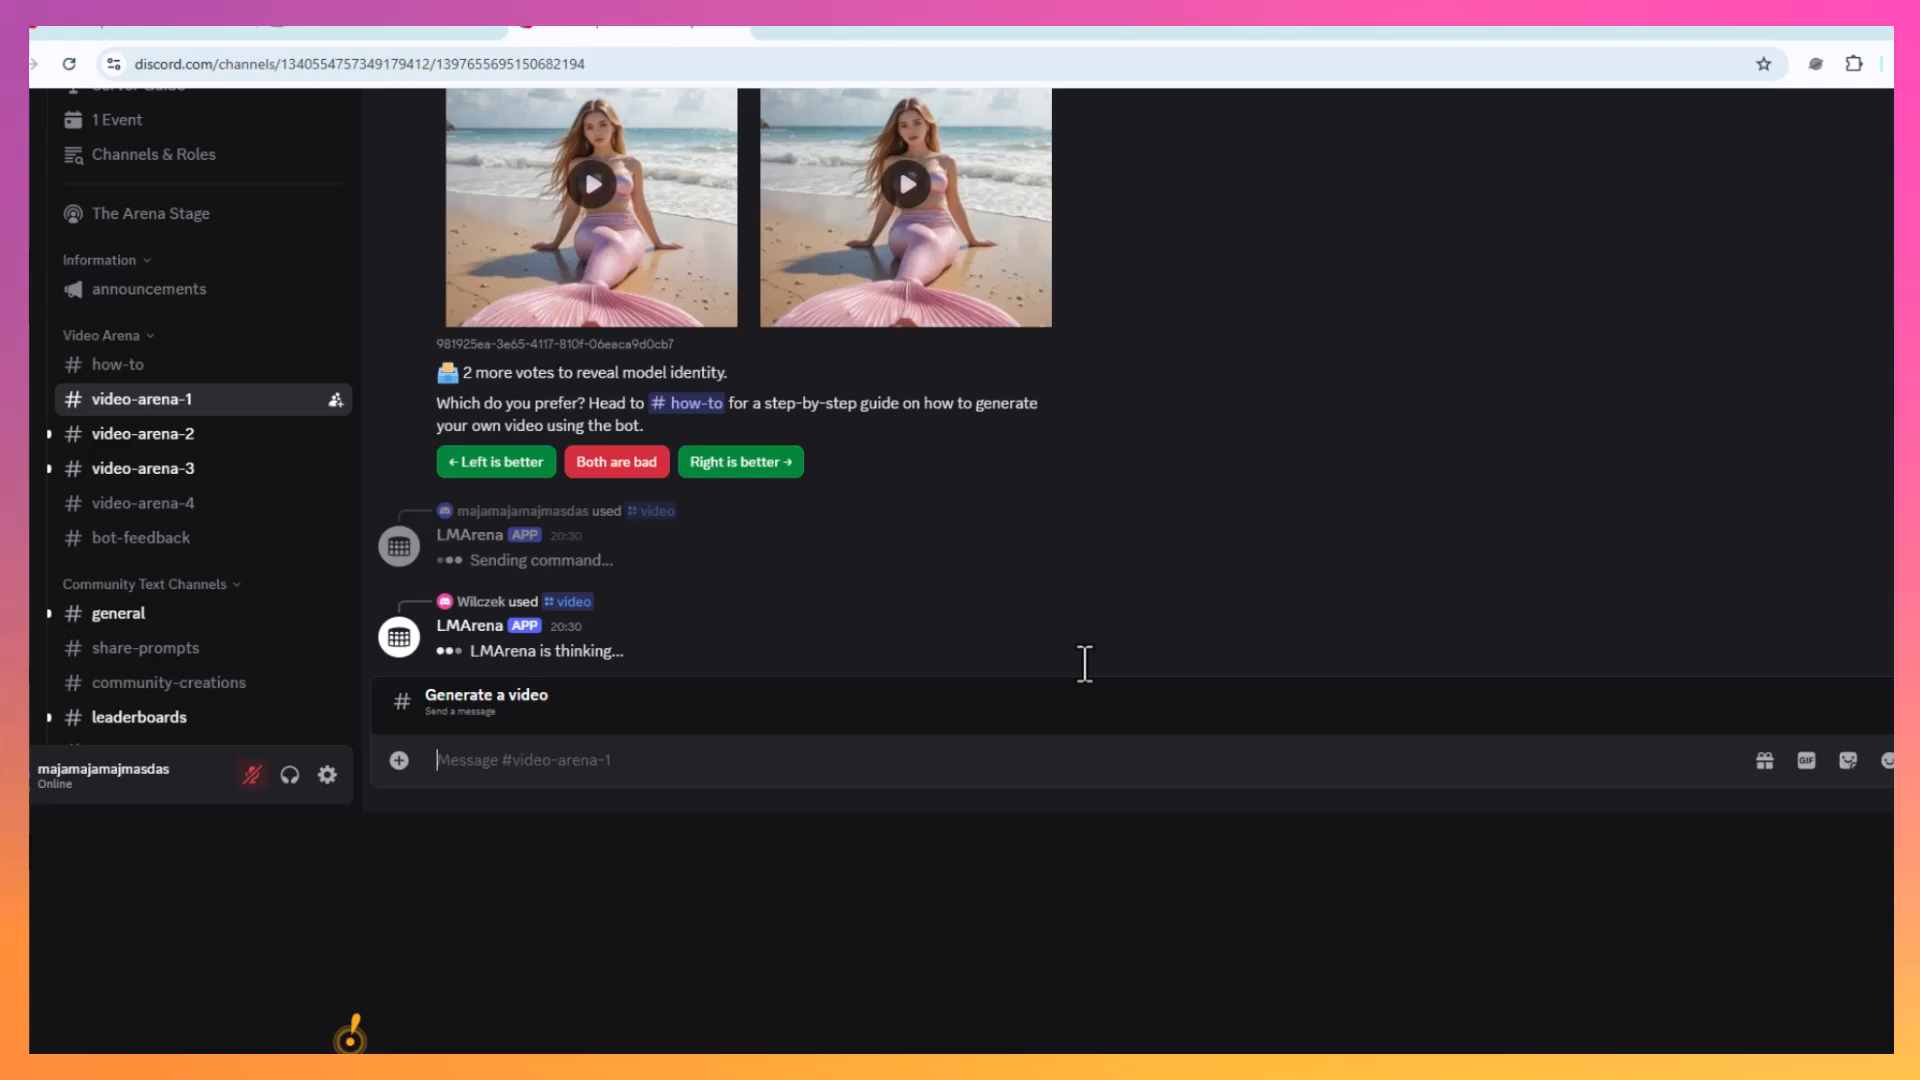 discord.com/channels/1340554757349179412/1397655695150682194
Server Guide
1 Event
Channels & Roles
The Arena Stage
Information
announcements
Video Arena
how-to
video-arena-1
video-arena-2
video-arena-3
video-arena-4
bot-feedback
Community Text Channels
general
share-prompts
community-creations
leaderboards
majamajamajmasdas
Online
981925ea-3e65-4117-810f-06eaca9d0cb7
2 more votes to reveal model identity.
Which do you prefer? Head to # how-to for a step-by-step guide on how to generate
your own video using the bot.
← Left is better Both are bad Right is better →
majamajamajmasdas used video
LMArena APP 20:30
Sending command...
Wilczek used video
LMArena APP 20:30
LMArena is thinking...
Generate a video
Send a message
Message #video-arena-1
GIF